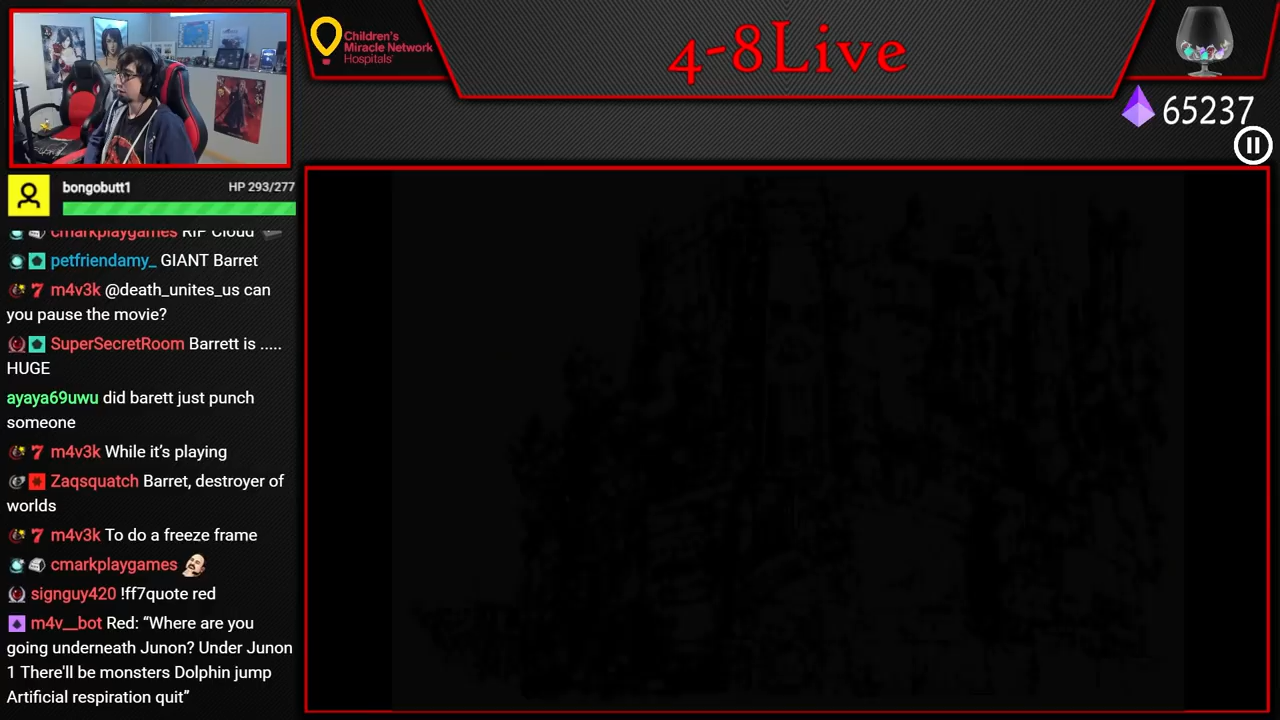 Children's
Miracle Network
Hospitals
4-8Live
65237
bongobutt1 HP 293/277
cmarkplaygames RIP Cloud
petfriendamy_ GIANT Barret
m4v3k @death_unites_us can
you pause the movie?
SuperSecretRoom Barrett is .....
HUGE
ayaya69uwu did barett just punch
someone
m4v3k While it's playing
Zaqsquatch Barret, destroyer of
worlds
m4v3k To do a freeze frame
cmarkplaygames
signguy420 !ff7quote red
m4v__bot Red: “Where are you
going underneath Junon? Under Junon
1 There'll be monsters Dolphin jump
Artificial respiration quit”